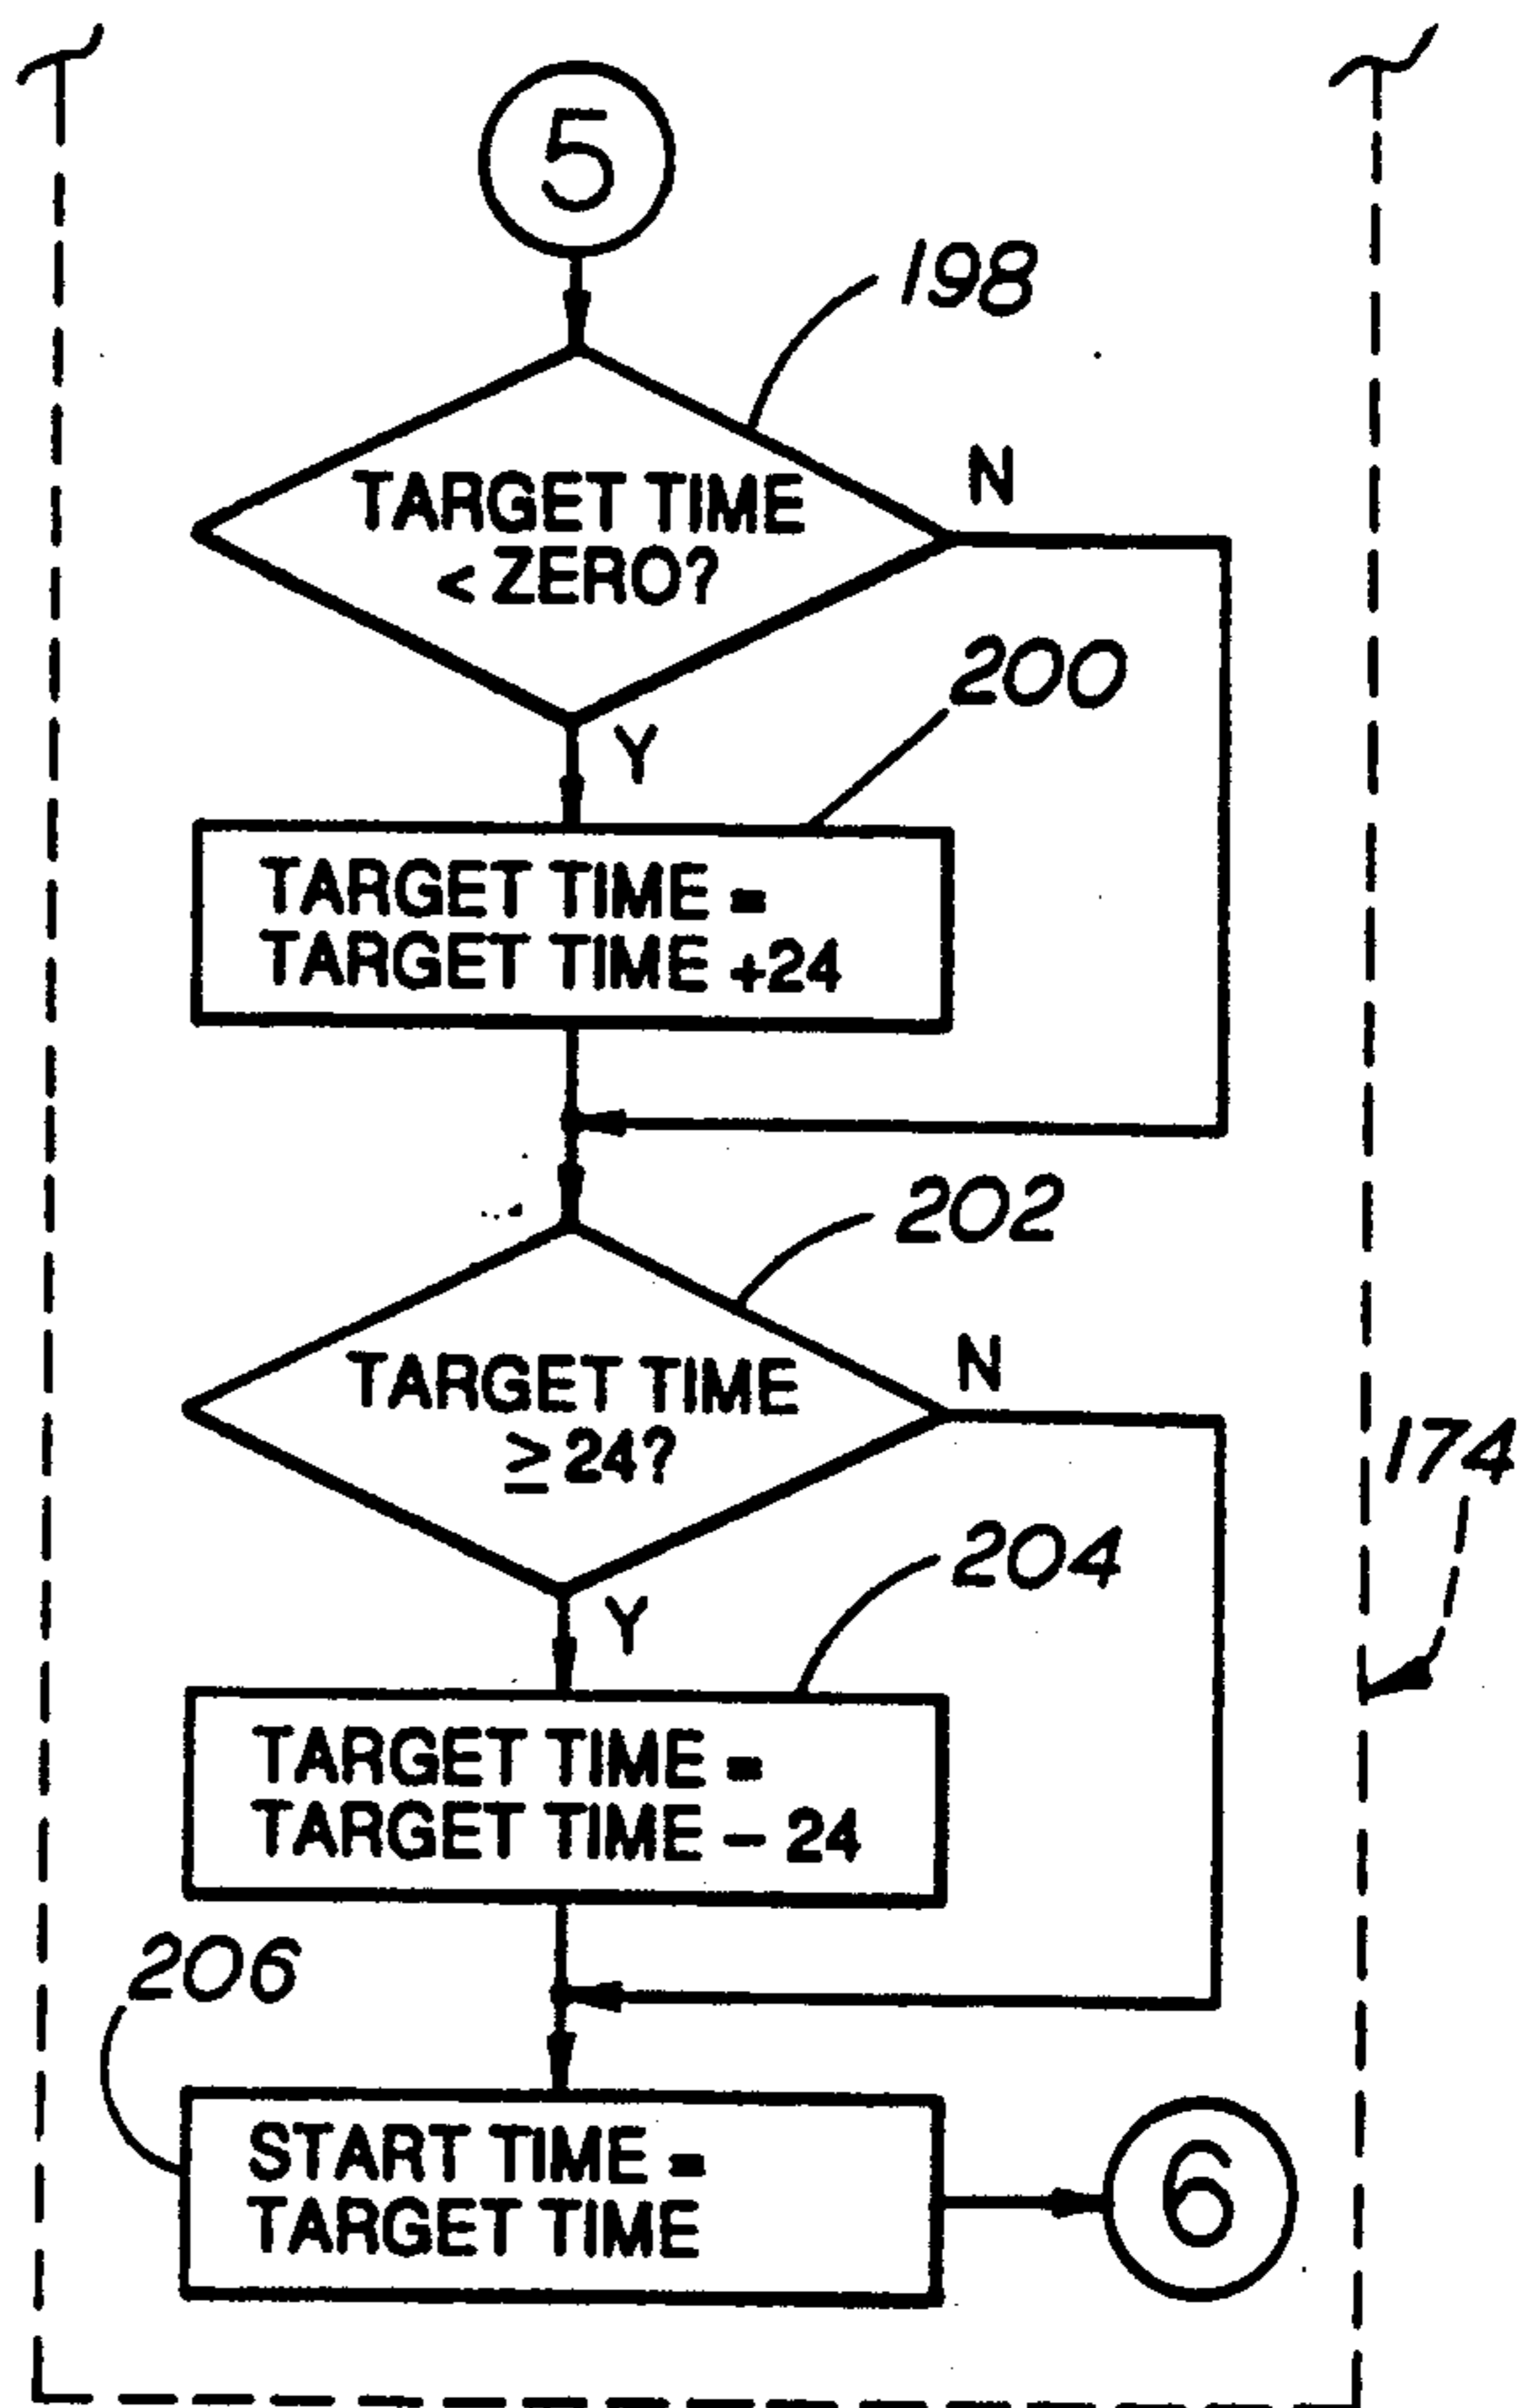 5
198
TARGET TIME
< ZERO?
N
200
Y
TARGET TIME =
TARGET TIME +24
202
TARGET TIME
≥ 24?
N
174
204
Y
TARGET TIME =
TARGET TIME - 24
206
START TIME =
TARGET TIME
6